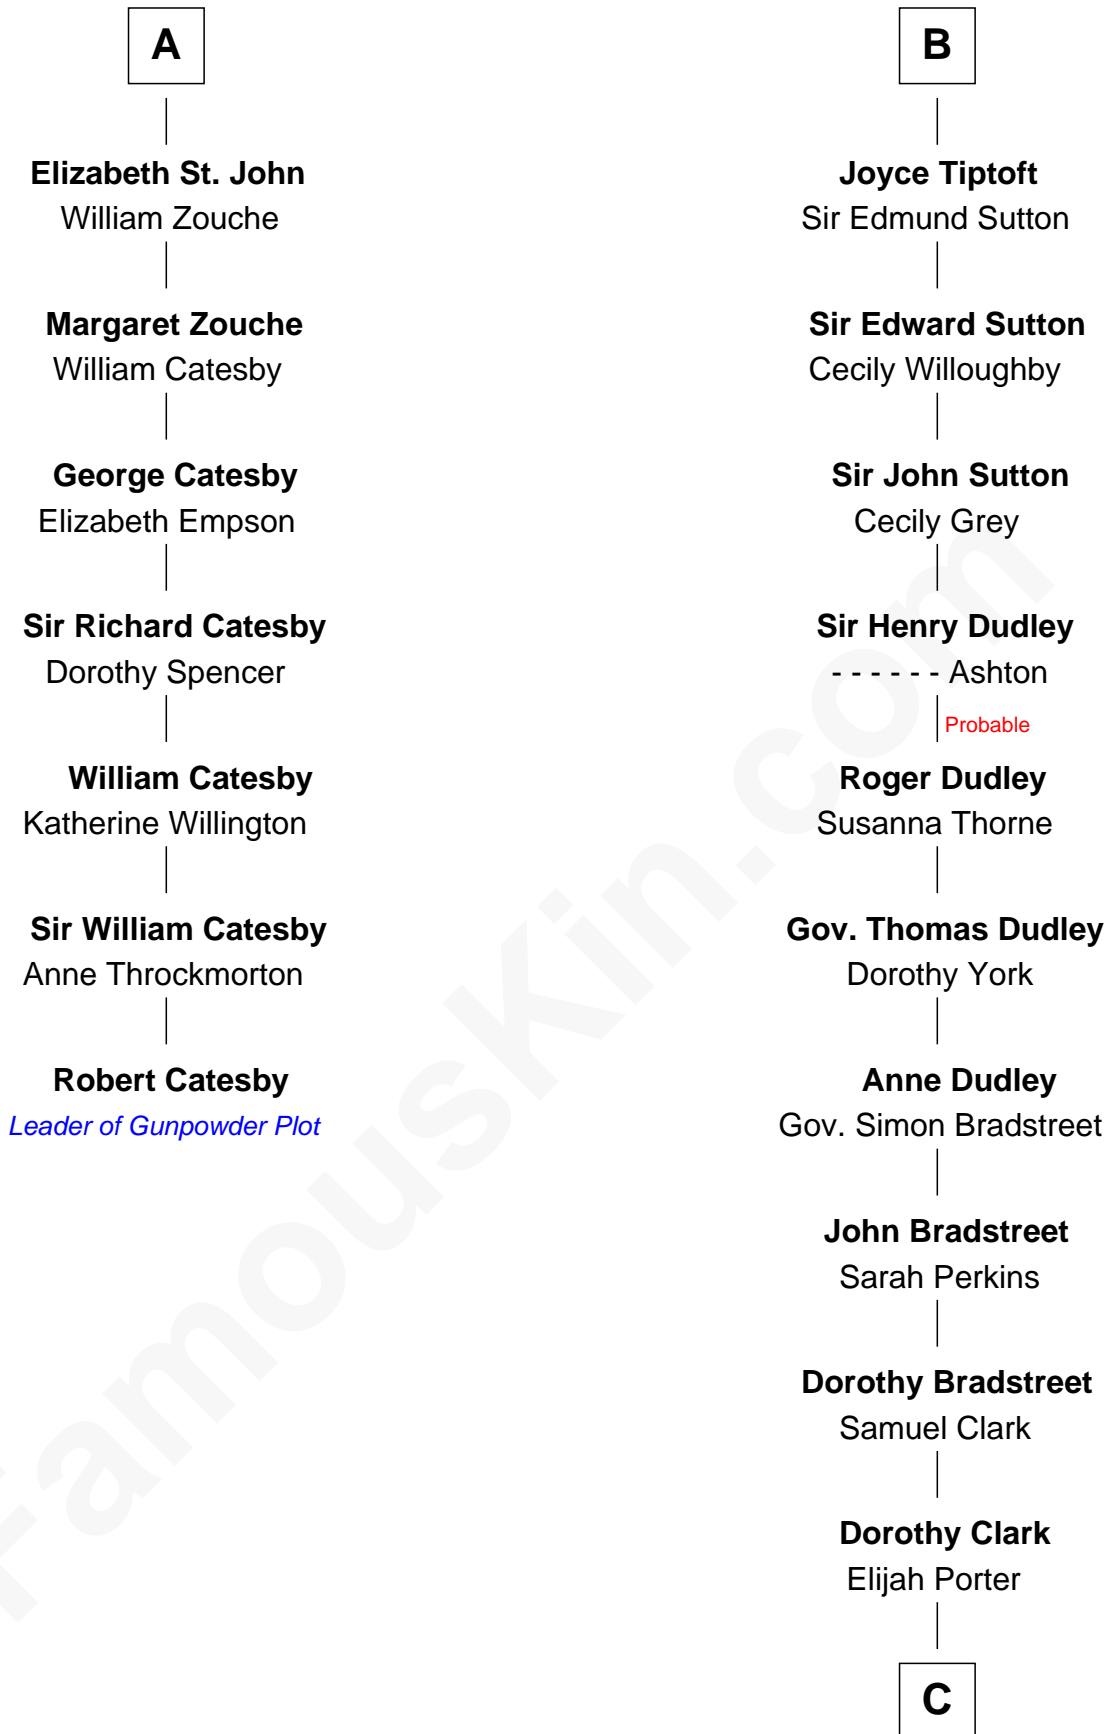 A
Elizabeth St. John
William Zouche
Margaret Zouche
William Catesby
George Catesby
Elizabeth Empson
Sir Richard Catesby
Dorothy Spencer
William Catesby
Katherine Willington
Sir William Catesby
Anne Throckmorton
Robert Catesby
Leader of Gunpowder Plot
B
Joyce Tiptoft
Sir Edmund Sutton
Sir Edward Sutton
Cecily Willoughby
Sir John Sutton
Cecily Grey
Sir Henry Dudley
- - - - - - Ashton
Probable
Roger Dudley
Susanna Thorne
Gov. Thomas Dudley
Dorothy York
Anne Dudley
Gov. Simon Bradstreet
John Bradstreet
Sarah Perkins
Dorothy Bradstreet
Samuel Clark
Dorothy Clark
Elijah Porter
C
FamousKin.com